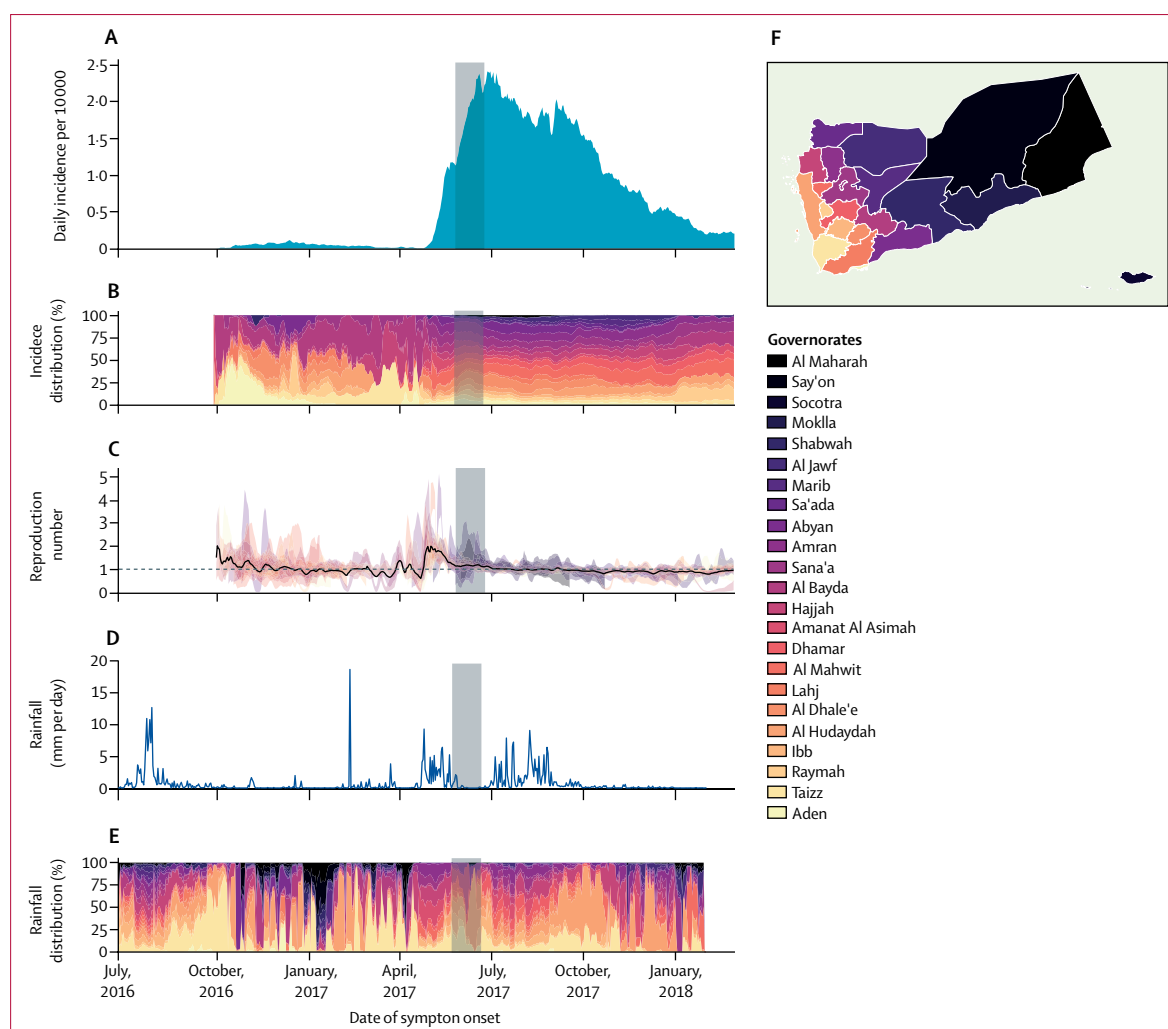 A
Daily incidence per 10000
2·5
2·0
1·5
1·0
0·5
0
B
Incidece
distribution (%)
100
75
50
25
0
C
Reproduction
number
5
4
3
2
1
0
D
Rainfall
(mm per day)
20
15
10
5
0
E
Rainfall
distribution (%)
100
75
50
25
0
July,
2016
October,
2016
January,
2017
April,
2017
July,
2017
October,
2017
January,
2018
Date of sympton onset
F
Governorates
Al Maharah
Say'on
Socotra
Moklla
Shabwah
Al Jawf
Marib
Sa'ada
Abyan
Amran
Sana'a
Al Bayda
Hajjah
Amanat Al Asimah
Dhamar
Al Mahwit
Lahj
Al Dhale'e
Al Hudaydah
Ibb
Raymah
Taizz
Aden